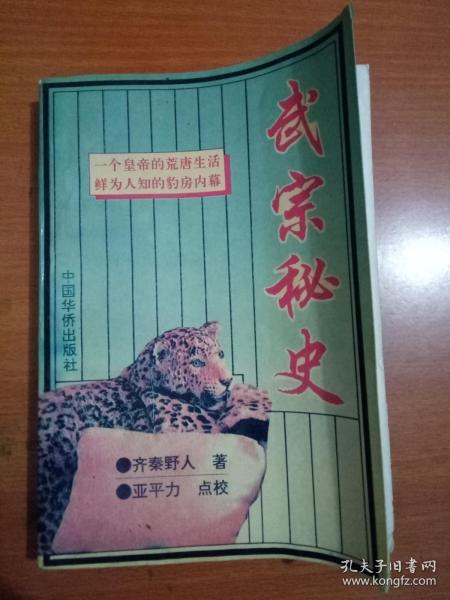 武宗秘史
一个皇帝的荒唐生活
鲜为人知的豹房内幕
中国华侨出版社
●齐秦野人 著
●亚平力 点校
孔夫子旧书网
www.kongfz.com